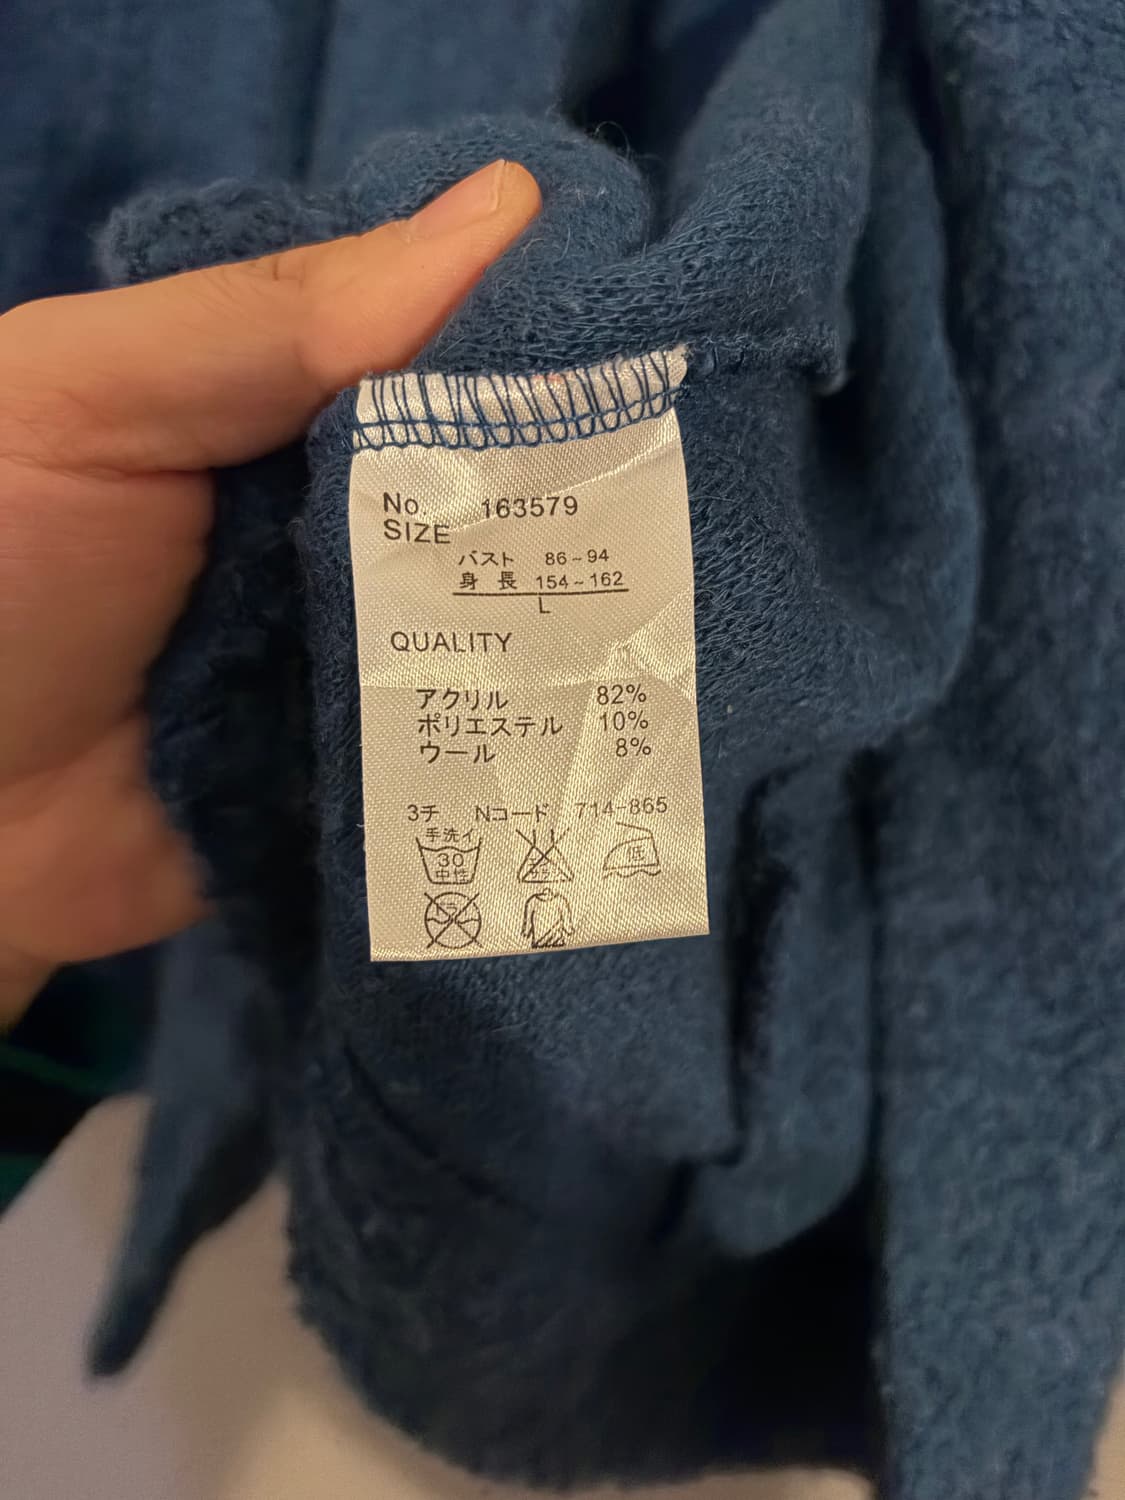 No. 163579
SIZE
バスト 86~94
身長 154~162
L
QUALITY
アクリル 82%
ポリエステル 10%
ウール 8%
3チ Nコード 714-865
手洗イ
30
中性
低